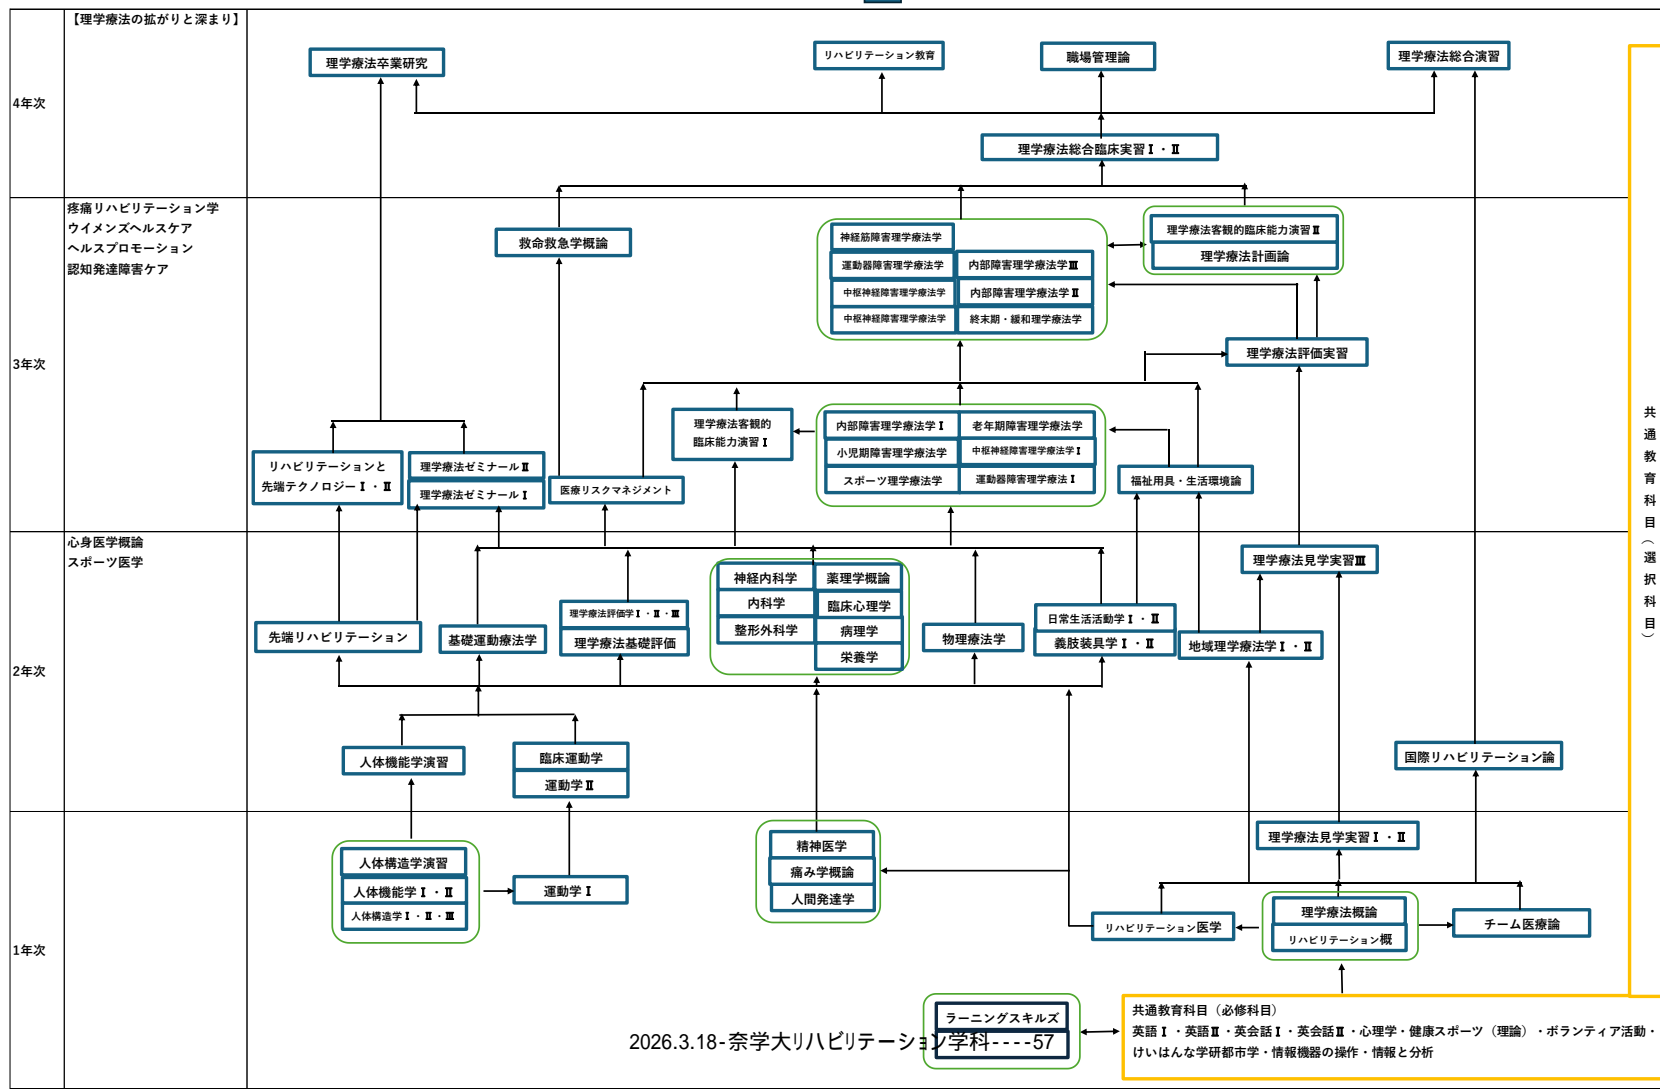 【理学療法の拡がりと深まり】
4年次
理学療法卒業研究
リハビリテーション教育
職場管理論
理学療法総合演習
理学療法総合臨床実習Ⅰ・Ⅱ
疼痛リハビリテーション学
ウイメンズヘルスケア
ヘルスプロモーション
認知発達障害ケア
3年次
救命救急学概論
神経筋障害理学療法学
運動器障害理学療法学
内部障害理学療法学Ⅲ
中枢神経障害理学療法学
内部障害理学療法学Ⅱ
中枢神経障害理学療法学
終末期・緩和理学療法学
理学療法客観的臨床能力演習Ⅱ
理学療法計画論
理学療法評価実習
理学療法客観的
臨床能力演習Ⅰ
内部障害理学療法学Ⅰ
老年期障害理学療法学
小児期障害理学療法学
中枢神経障害理学療法学Ⅰ
スポーツ理学療法学
運動器障害理学療法Ⅰ
リハビリテーションと
先端テクノロジーⅠ・Ⅱ
理学療法ゼミナールⅡ
理学療法ゼミナールⅠ
医療リスクマネジメント
福祉用具・生活環境論
心身医学概論
スポーツ医学
2年次
理学療法見学実習Ⅲ
神経内科学
薬理学概論
内科学
臨床心理学
整形外科学
病理学
栄養学
先端リハビリテーション
基礎運動療法学
理学療法評価学Ⅰ・Ⅱ・Ⅲ
理学療法基礎評価
物理療法学
日常生活活動学Ⅰ・Ⅱ
義肢装具学Ⅰ・Ⅱ
地域理学療法学Ⅰ・Ⅱ
人体機能学演習
臨床運動学
運動学Ⅱ
国際リハビリテーション論
1年次
人体構造学演習
人体機能学Ⅰ・Ⅱ
人体構造学Ⅰ・Ⅱ・Ⅲ
運動学Ⅰ
精神医学
痛み学概論
人間発達学
理学療法見学実習Ⅰ・Ⅱ
リハビリテーション医学
理学療法概論
リハビリテーション概
チーム医療論
共通教育科目（選択科目）
ラーニングスキルズ
共通教育科目（必修科目）
英語Ⅰ・英語Ⅱ・英会話Ⅰ・英会話Ⅱ・心理学・健康スポーツ（理論）・ボランティア活動・
けいはんな学研都市学・情報機器の操作・情報と分析
2026.3.18-奈学大リハビリテーション学科----57